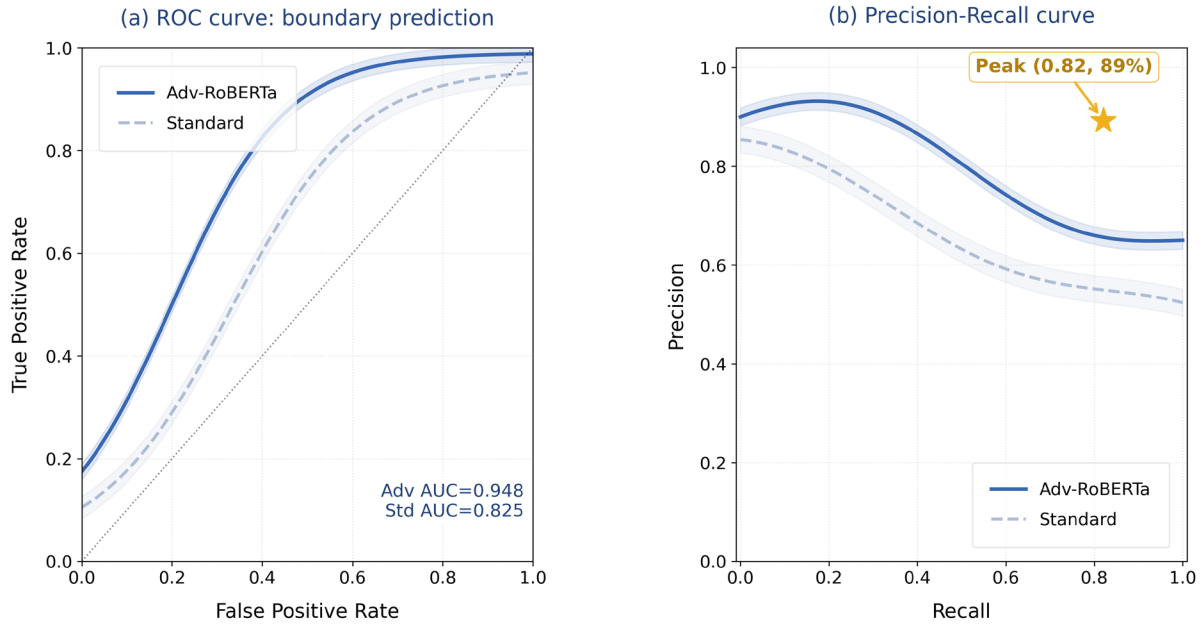 (a) ROC curve: boundary prediction
True Positive Rate
1.0
0.8
0.6
0.4
0.2
0.0
Adv-RoBERTa
Standard
Adv AUC=0.948
Std AUC=0.825
0.0 0.2 0.4 0.6 0.8 1.0
False Positive Rate
(b) Precision-Recall curve
Precision
1.0
0.8
0.6
0.4
0.2
0.0
Peak (0.82, 89%)
Adv-RoBERTa
Standard
0.0 0.2 0.4 0.6 0.8 1.0
Recall